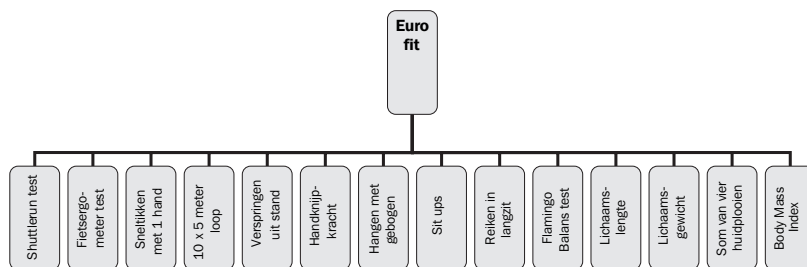 Euro
fit
Shuttlerun test
Fietsergo-
meter test
Sneltikken
met 1 hand
10 x 5 meter
loop
Verspringen
uit stand
Handknijp-
kracht
Hangen met
gebogen
Sit ups
Reiken in
langzit
Flamingo
Balans test
Lichaams-
lengte
Lichaams-
gewicht
Som van vier
huidplooien
Body Mass
Index